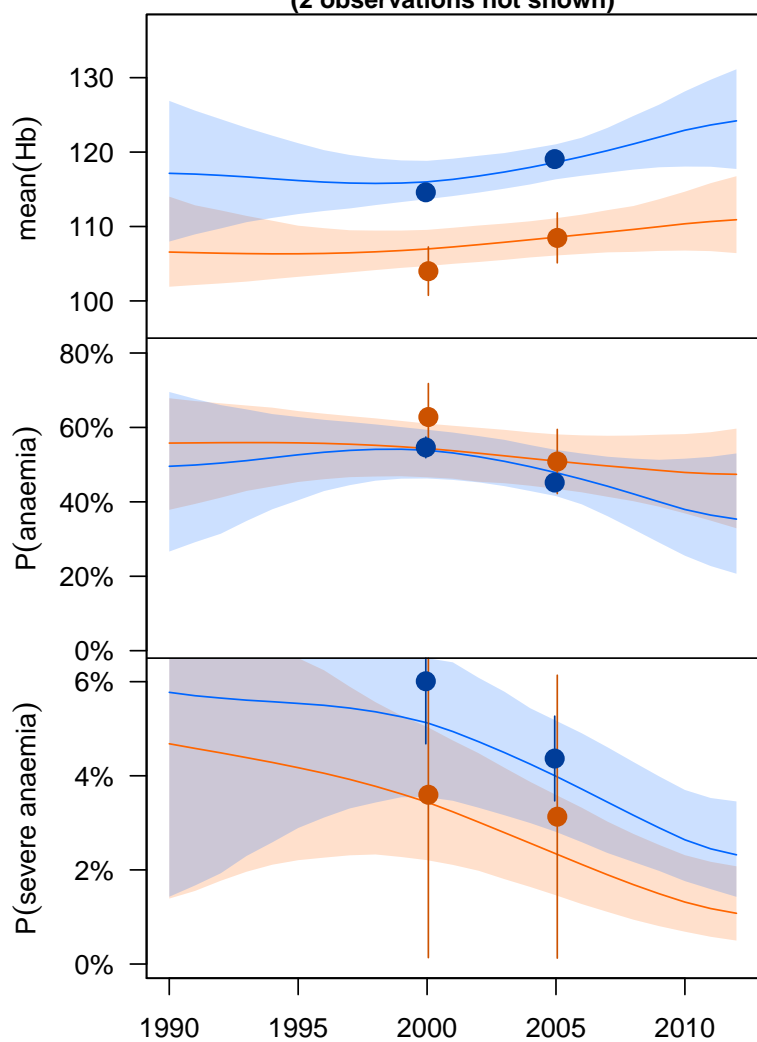 (2 observations not shown)
130
120
110
100
mean(Hb)
80%
60%
40%
20%
0%
P(anaemia)
6%
4%
2%
0%
P(severe anaemia)
1990 1995 2000 2005 2010